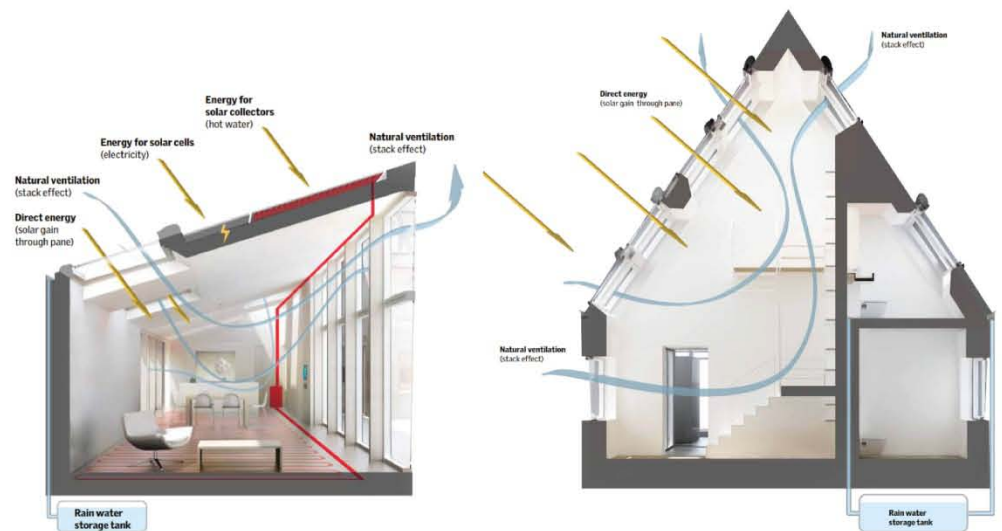 Energy for
solar collectors
(hot water)
Energy for solar cells
(electricity)
Natural ventilation
(stack effect)
Natural ventilation
(stack effect)
Direct energy
(solar gain
through pane)
Rain water
storage tank
Natural ventilation
(stack effect)
Direct energy
(solar gain through pane)
Natural ventilation
(stack effect)
Rain water
storage tank